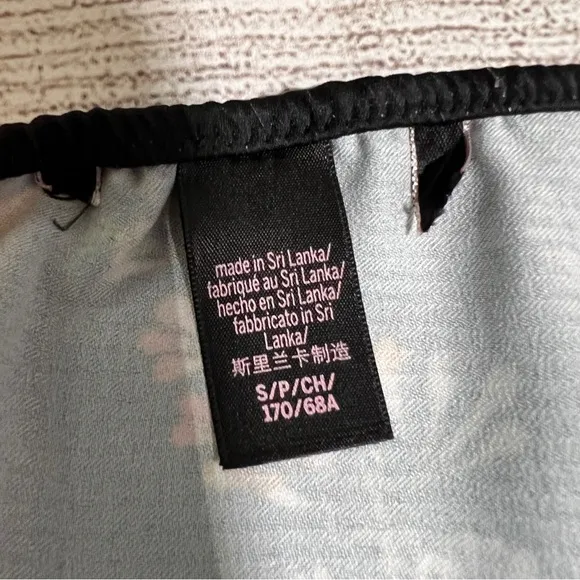 made in Sri Lanka/
fabriqué au Sri Lanka/
hecho en Sri Lanka/
fabbricato in Sri
Lanka/
斯里兰卡制造
S/P/CH/
170/68A